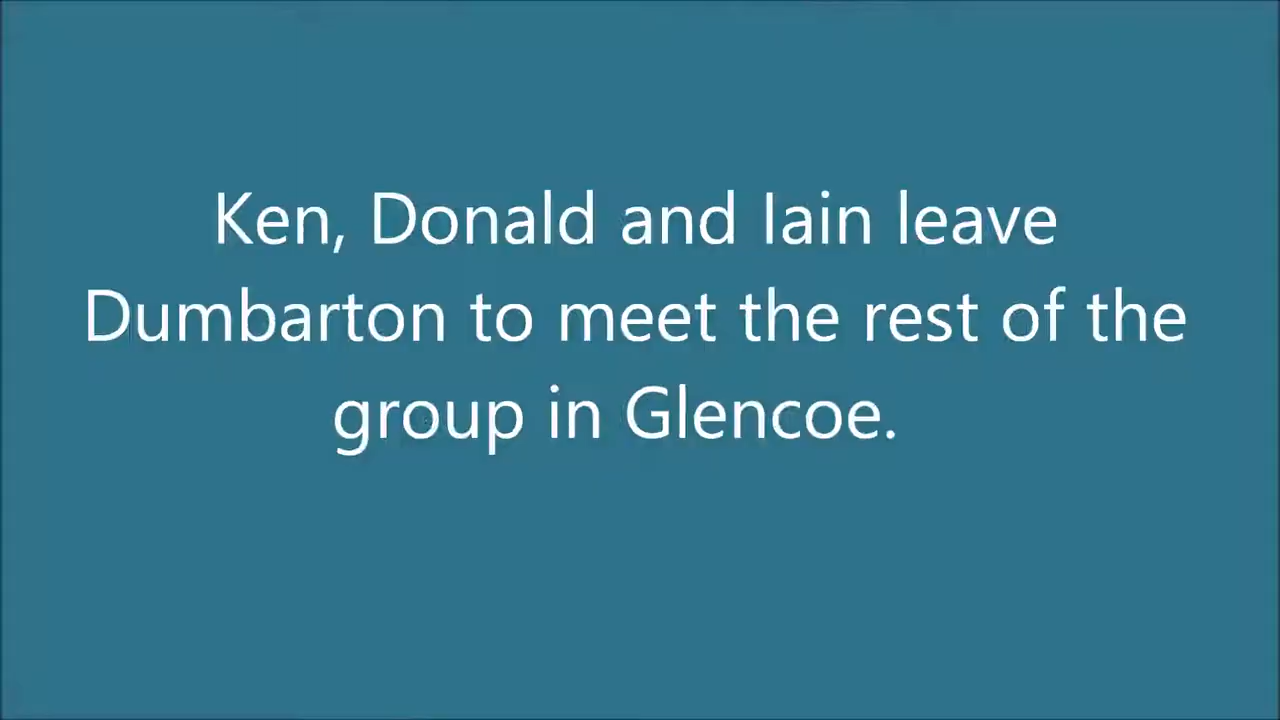 Ken, Donald and Iain leave
Dumbarton to meet the rest of the
group in Glencoe.